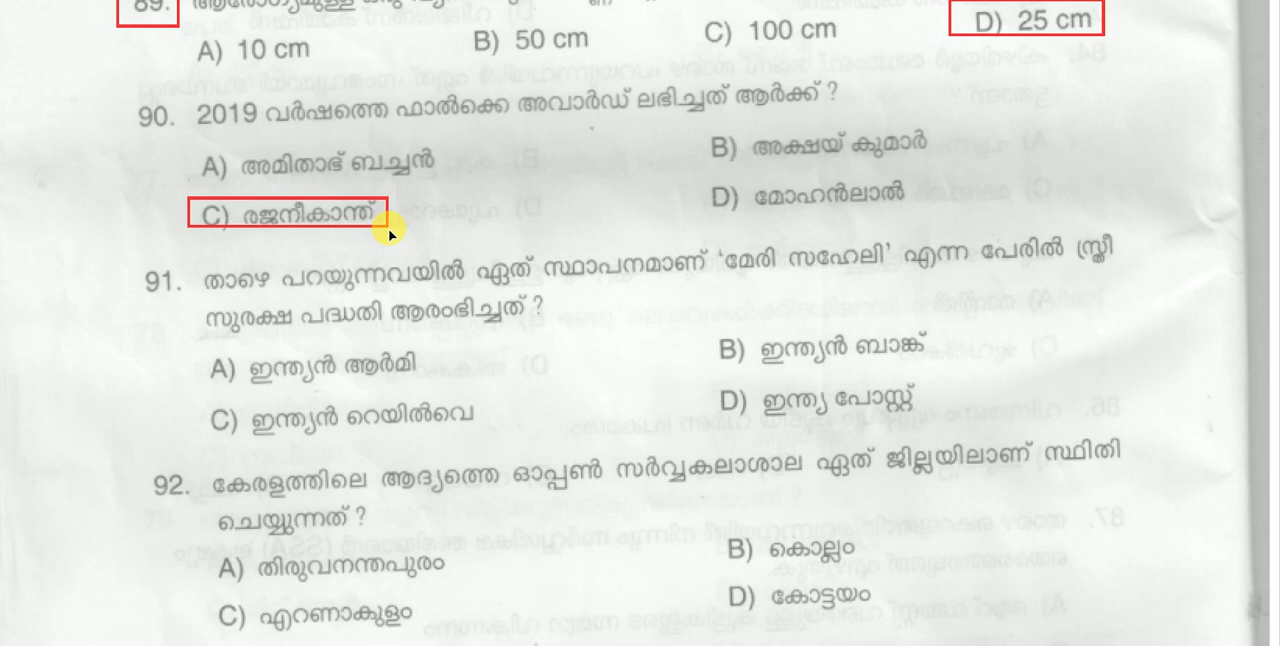 89. ആരോഗ്യമുള്ള
A) 10 cm B) 50 cm C) 100 cm D) 25 cm
90. 2019 വർഷത്തെ ഫാൽക്കെ അവാർഡ് ലഭിച്ചത് ആർക്ക് ?
A) അമിതാഭ് ബച്ചൻ B) അക്ഷയ് കുമാർ
C) രജനീകാന്ത് D) മോഹൻലാൽ
91. താഴെ പറയുന്നവയിൽ ഏത് സ്ഥാപനമാണ് ‘മേരി സഹേലി’ എന്ന പേരിൽ സ്ത്രീ
സുരക്ഷ പദ്ധതി ആരംഭിച്ചത് ?
A) ഇന്ത്യൻ ആർമി B) ഇന്ത്യൻ ബാങ്ക്
C) ഇന്ത്യൻ റെയിൽവെ D) ഇന്ത്യ പോസ്റ്റ്
92. കേരളത്തിലെ ആദ്യത്തെ ഓപ്പൺ സർവ്വകലാശാല ഏത് ജില്ലയിലാണ് സ്ഥിതി
ചെയ്യുന്നത് ?
A) തിരുവനന്തപുരം B) കൊല്ലം
C) എറണാകുളം D) കോട്ടയം